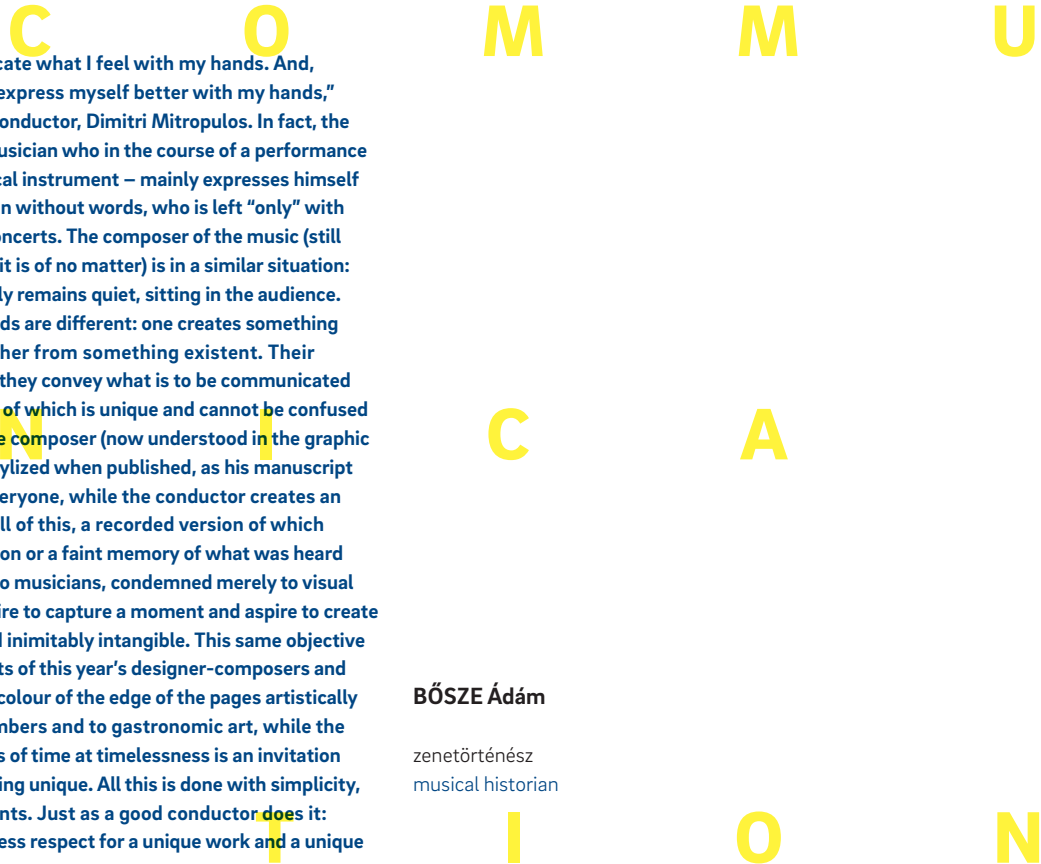 C O M M U
cate what I feel with my hands. And,
express myself better with my hands,”
onductor, Dimitri Mitropulos. In fact, the
usician who in the course of a performance
cal instrument – mainly expresses himself
n without words, who is left “only” with
oncerts. The composer of the music (still
it is of no matter) is in a similar situation:
ly remains quiet, sitting in the audience.
ds are different: one creates something
her from something existent. Their
they convey what is to be communicated
of which is unique and cannot be confused
N I C A
e composer (now understood in the graphic
ylized when published, as his manuscript
eryone, while the conductor creates an
ll of this, a recorded version of which
on or a faint memory of what was heard
o musicians, condemned merely to visual
ire to capture a moment and aspire to create
d inimitably intangible. This same objective
ts of this year’s designer-composers and
colour of the edge of the pages artistically
mbers and to gastronomic art, while the
s of time at timelessness is an invitation
ing unique. All this is done with simplicity,
nts. Just as a good conductor does it:
ess respect for a unique work and a unique
BŐSZE Ádám
zenetörténész
musical historian
T I O N